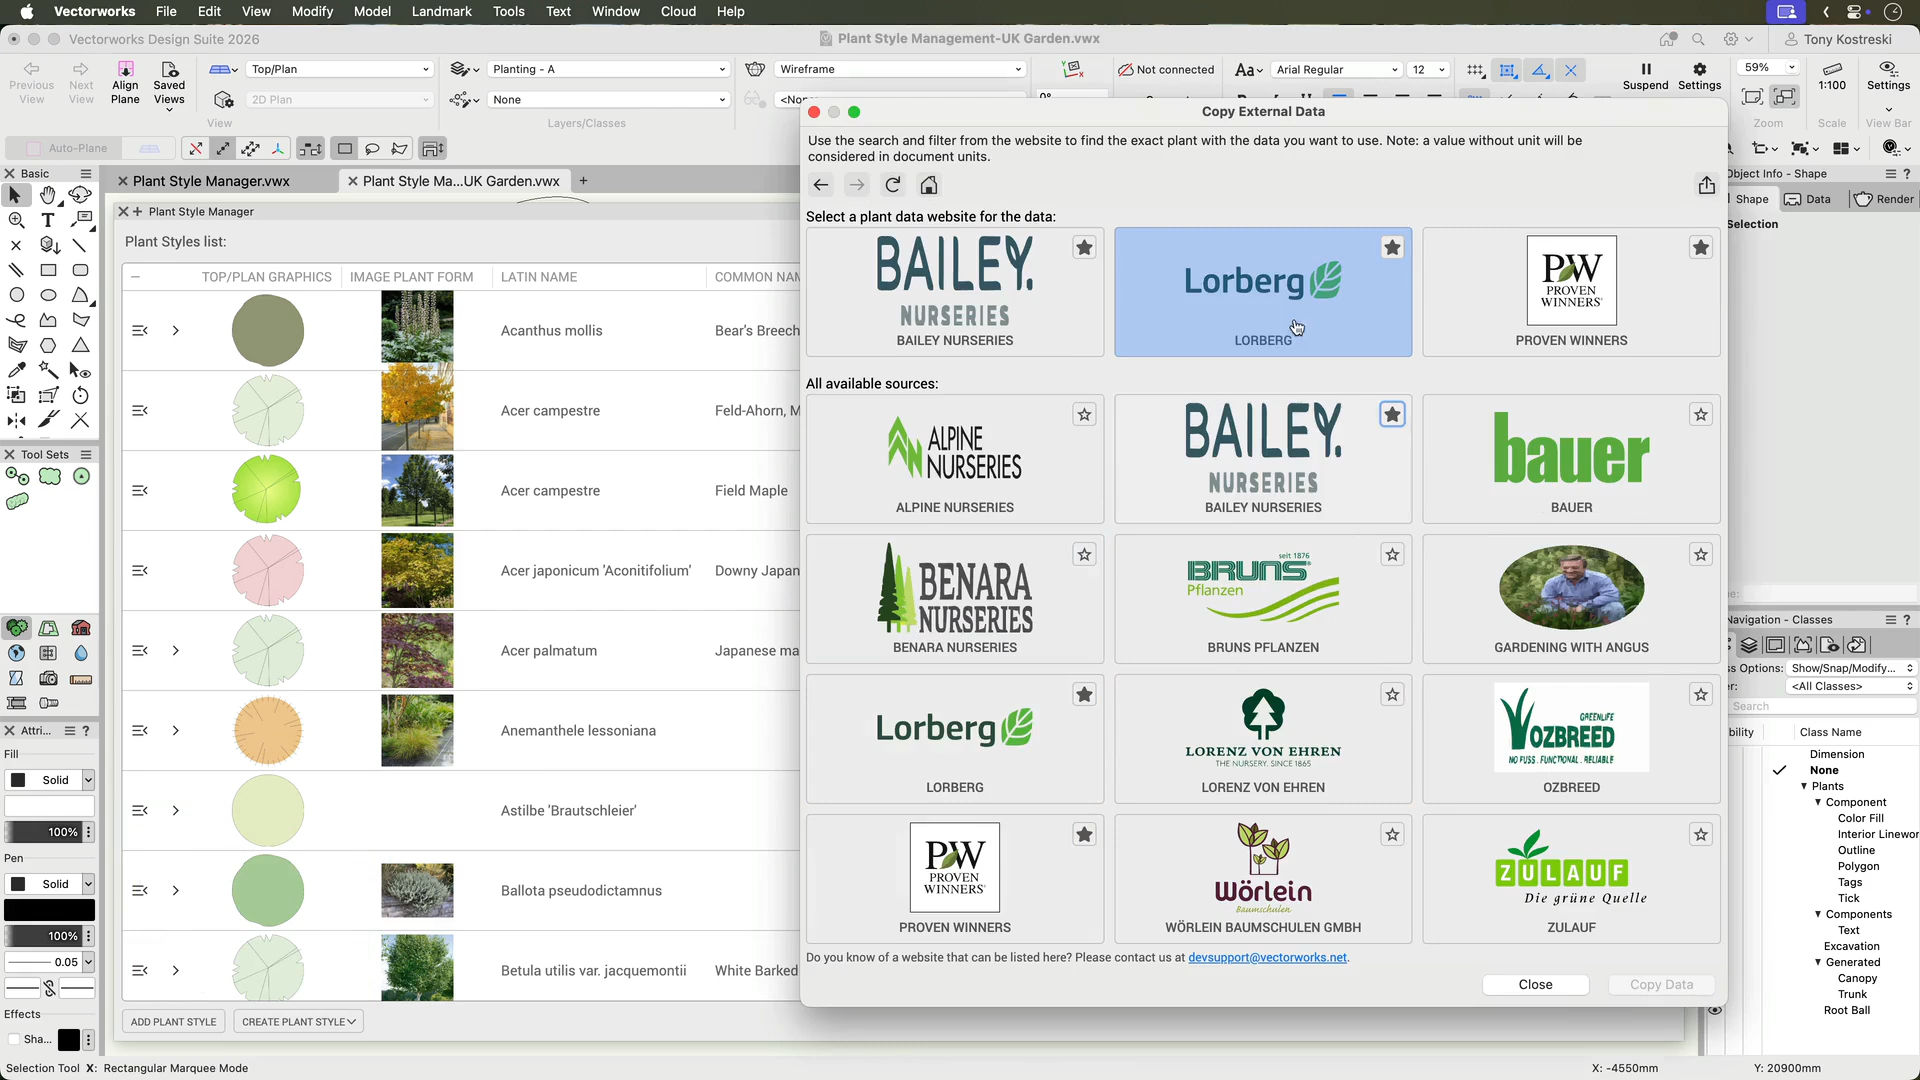 Vectorworks File Edit View Modify Model Landmark Tools Text Window Cloud Help
Vectorworks Design Suite 2026
Plant Style Management-UK Garden.vwx
Tony Kostreski
Previous View
Next View
Align Plane
Saved Views
Top/Plan
2D Plan
View
Planting - A
None
Layers/Classes
Wireframe
<None
0°
Not connected
Arial Regular
12
Suspend
Settings
59%
Zoom
1:100
Scale
Settings
View Bar
Auto-Plane
Basic
Plant Style Manager.vwx
Plant Style Ma...UK Garden.vwx
Plant Style Manager
Plant Styles list:
TOP/PLAN GRAPHICS
IMAGE PLANT FORM
LATIN NAME
COMMON NAM
Acanthus mollis
Bear's Breech
Acer campestre
Feld-Ahorn, M
Acer campestre
Field Maple
Acer japonicum 'Aconitifolium'
Downy Japan
Acer palmatum
Japanese ma
Anemanthele lessoniana
Astilbe 'Brautschleier'
Ballota pseudodictamnus
Betula utilis var. jacquemontii
White Barked
ADD PLANT STYLE
CREATE PLANT STYLE
Tool Sets
Attri...
Fill
Solid
100%
Pen
Solid
100%
0.05
Effects
Sha...
Copy External Data
Use the search and filter from the website to find the exact plant with the data you want to use. Note: a value without unit will be
considered in document units.
Select a plant data website for the data:
BAILEY.
NURSERIES
BAILEY NURSERIES
Lorberg
LORBERG
PW
PROVEN
WINNERS
PROVEN WINNERS
All available sources:
ALPINE
NURSERIES
ALPINE NURSERIES
BAILEY.
NURSERIES
BAILEY NURSERIES
bauer
BAUER
BENARA
NURSERIES
BENARA NURSERIES
seit 1876
BRUNS
Pflanzen
BRUNS PFLANZEN
GARDENING WITH ANGUS
Lorberg
LORBERG
LORENZ VON EHREN
THE NURSERY. SINCE 1865
LORENZ VON EHREN
GREENLIFE
OZBREED
NO FUSS. FUNCTIONAL. RELIABLE
OZBREED
PW
PROVEN
WINNERS
PROVEN WINNERS
Wörlein
Baumschulen
WÖRLEIN BAUMSCHULEN GMBH
ZULAUF
Die grüne Quelle
ZULAUF
Do you know of a website that can be listed here? Please contact us at devsupport@vectorworks.net.
Close
Copy Data
Object Info - Shape
Shape
Data
Render
Selection
Navigation - Classes
ss Options: Show/Snap/Modify...
er: <All Classes>
Search
bility
Class Name
Dimension
None
Plants
Component
Color Fill
Interior Linewor
Outline
Polygon
Tags
Tick
Components
Text
Excavation
Generated
Canopy
Trunk
Root Ball
Selection Tool X: Rectangular Marquee Mode
X: -4550mm
Y: 20900mm